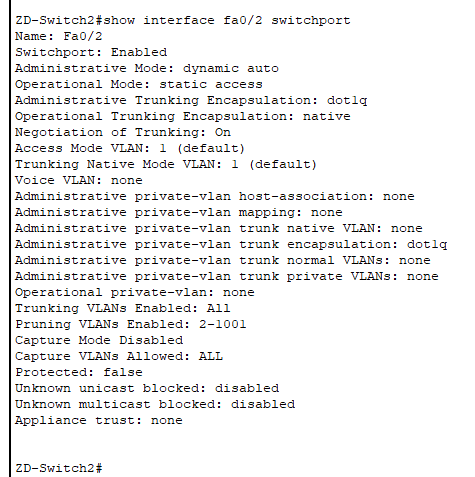 ZD-Switch2#show interface fa0/2 switchport
Name: Fa0/2
Switchport: Enabled
Administrative Mode: dynamic auto
Operational Mode: static access
Administrative Trunking Encapsulation: dot1q
Operational Trunking Encapsulation: native
Negotiation of Trunking: On
Access Mode VLAN: 1 (default)
Trunking Native Mode VLAN: 1 (default)
Voice VLAN: none
Administrative private-vlan host-association: none
Administrative private-vlan mapping: none
Administrative private-vlan trunk native VLAN: none
Administrative private-vlan trunk encapsulation: dot1q
Administrative private-vlan trunk normal VLANs: none
Administrative private-vlan trunk private VLANs: none
Operational private-vlan: none
Trunking VLANs Enabled: All
Pruning VLANs Enabled: 2-1001
Capture Mode Disabled
Capture VLANs Allowed: ALL
Protected: false
Unknown unicast blocked: disabled
Unknown multicast blocked: disabled
Appliance trust: none
ZD-Switch2#